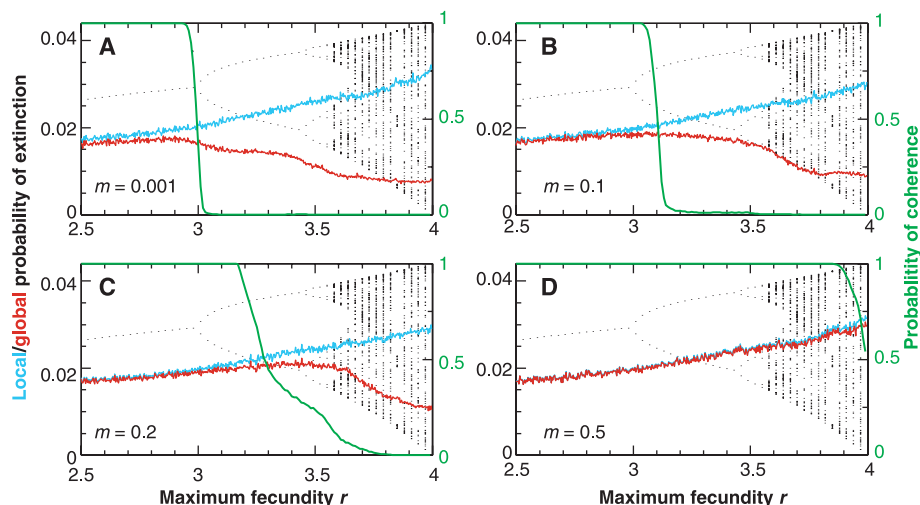 A
0.04
0.02
0
m = 0.001
2.5 3 3.5 4
1
0.5
0
B
0.04
0.02
0
m = 0.1
2.5 3 3.5 4
1
0.5
0
C
0.04
0.02
0
m = 0.2
2.5 3 3.5 4
1
0.5
0
D
0.04
0.02
0
m = 0.5
2.5 3 3.5 4
1
0.5
0
Local/global probability of extinction
Probablitity of coherence
Maximum fecundity r
Maximum fecundity r